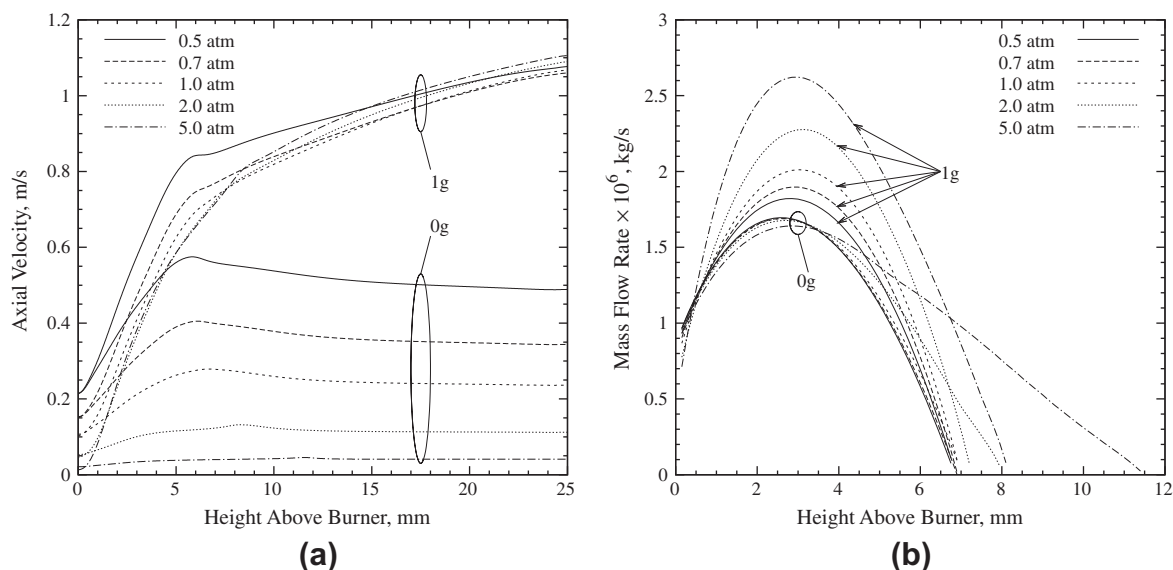 1.2
1
0.8
0.6
0.4
0.2
0
Axial Velocity, m/s
0.5 atm
0.7 atm
1.0 atm
2.0 atm
5.0 atm
1g
0g
0 5 10 15 20 25
Height Above Burner, mm
(a)
3
2.5
2
1.5
1
0.5
0
Mass Flow Rate × 10⁶, kg/s
0.5 atm
0.7 atm
1.0 atm
2.0 atm
5.0 atm
1g
0g
0 2 4 6 8 10 12
Height Above Burner, mm
(b)